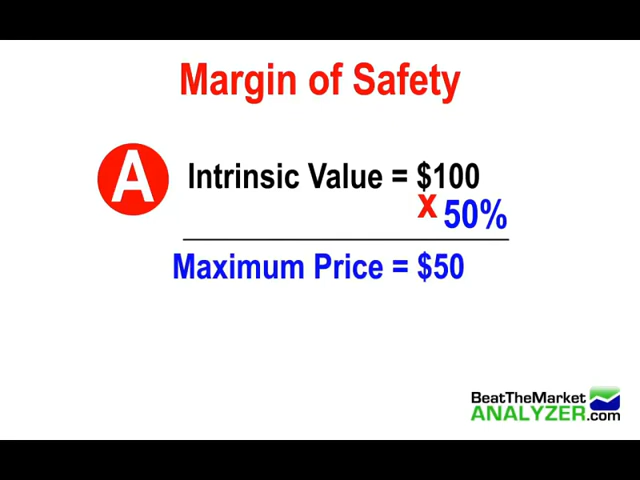 Margin of Safety
A
Intrinsic Value = $100
x 50%
Maximum Price = $50
BeatTheMarket
ANALYZER.com